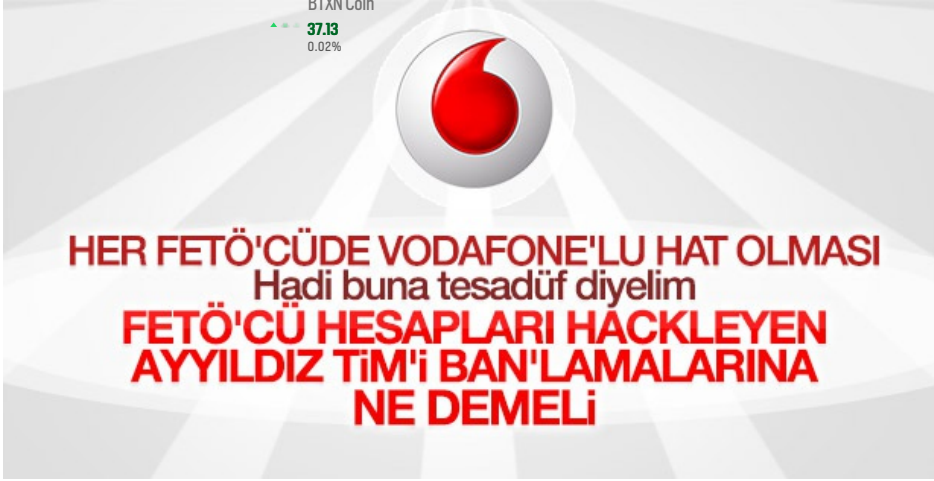 BTXN Coin
37.13
0.02%
HER FETÖ'CÜDE VODAFONE'LU HAT OLMASI
Hadi buna tesadüf diyelim
FETÖ'CÜ HESAPLARI HACKLEYEN
AYYILDIZ TİM'i BAN'LAMALARINA
NE DEMELi